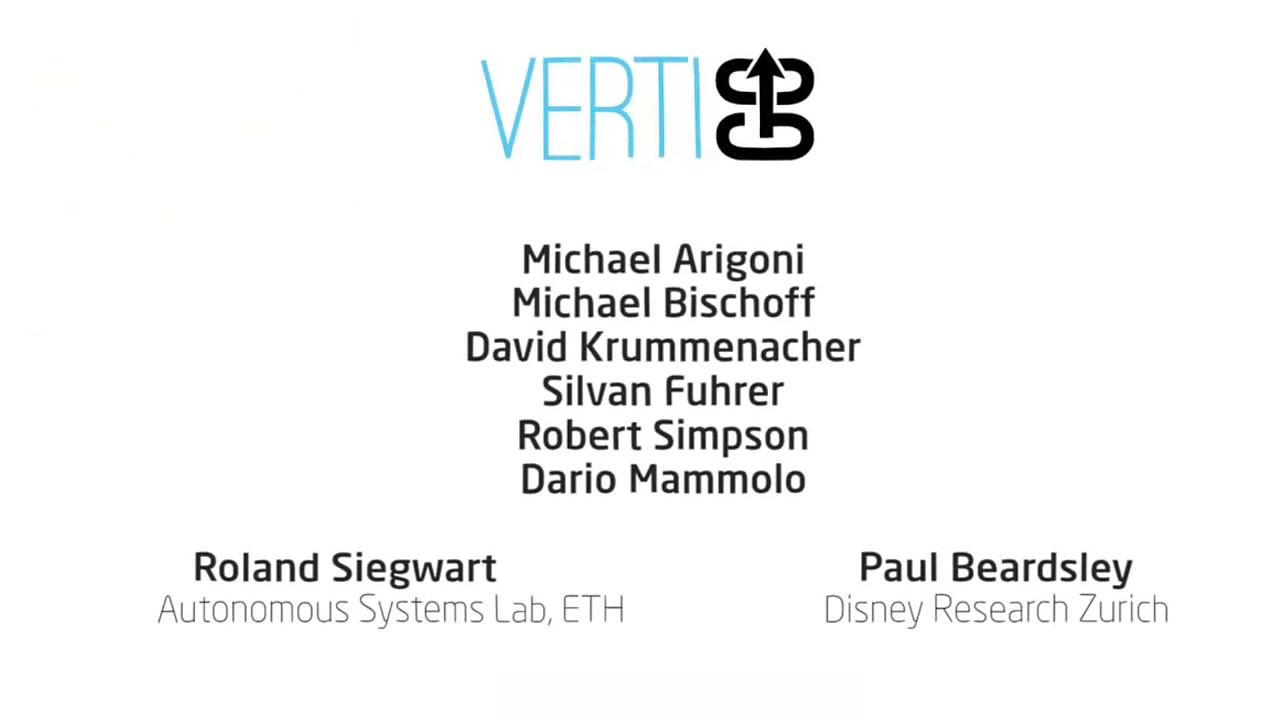 VERTI
Michael Arigoni
Michael Bischoff
David Krummenacher
Silvan Fuhrer
Robert Simpson
Dario Mammolo
Roland Siegwart
Autonomous Systems Lab, ETH
Paul Beardsley
Disney Research Zurich